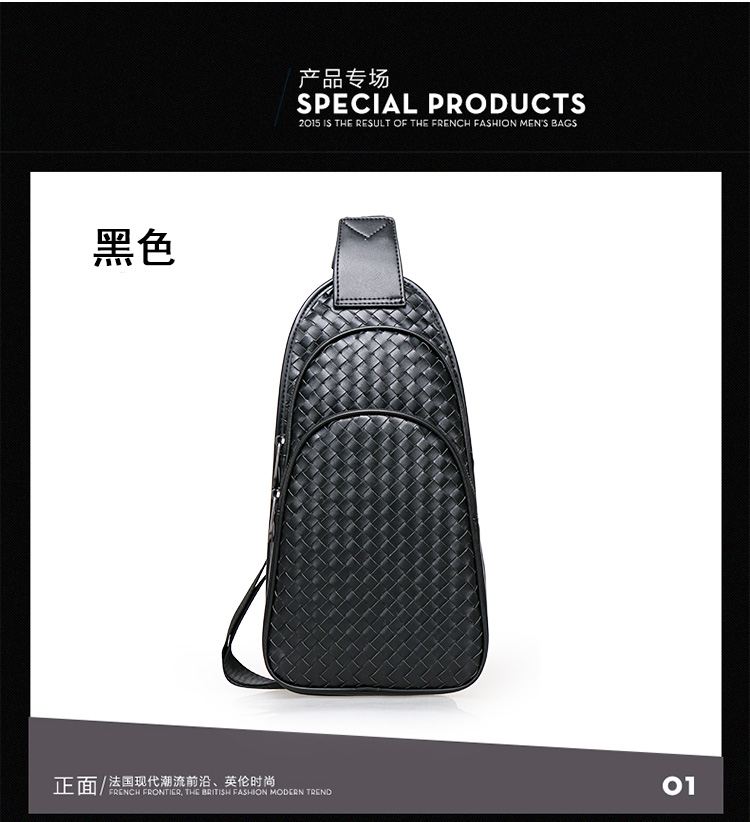 产品专场
SPECIAL PRODUCTS
2015 IS THE RESULT OF THE FRENCH FASHION MEN'S BAGS
黑色
正面/法国现代潮流前沿、英伦时尚
FRENCH FRONTIER, THE BRITISH FASHION MODERN TREND
01